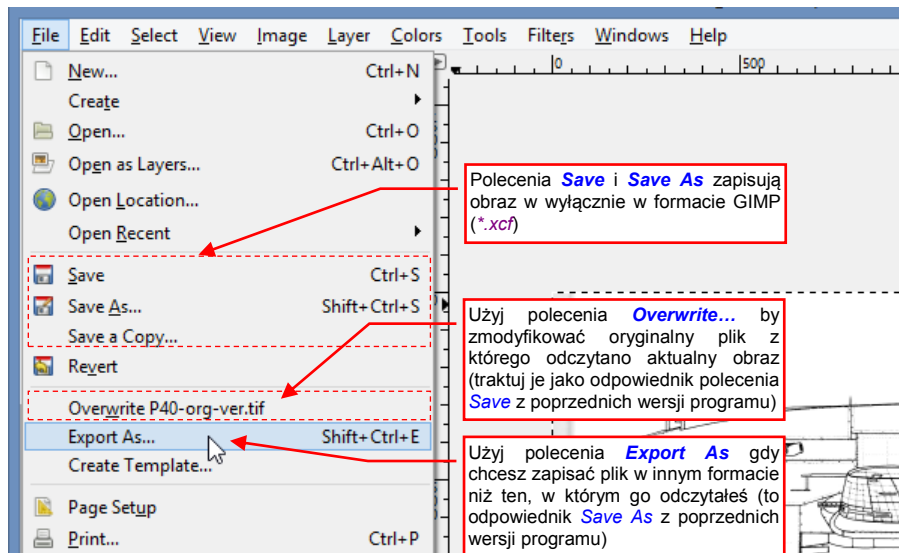 File Edit Select View Image Layer Colors Tools Filters Windows Help
New... Ctrl+N
Create
Open... Ctrl+O
Open as Layers... Ctrl+Alt+O
Open Location...
Open Recent
Save Ctrl+S
Save As... Shift+Ctrl+S
Save a Copy...
Revert
Overwrite P40-org-ver.tif
Export As... Shift+Ctrl+E
Create Template...
Page Setup
Print... Ctrl+P
0 500
Polecenia Save i Save As zapisują
obraz w wyłącznie w formacie GIMP
(*.xcf)
Użyj polecenia Overwrite… by
zmodyfikować oryginalny plik z
którego odczytano aktualny obraz
(traktuj je jako odpowiednik polecenia
Save z poprzednich wersji programu)
Użyj polecenia Export As gdy
chcesz zapisać plik w innym formacie
niż ten, w którym go odczytałeś (to
odpowiednik Save As z poprzednich
wersji programu)